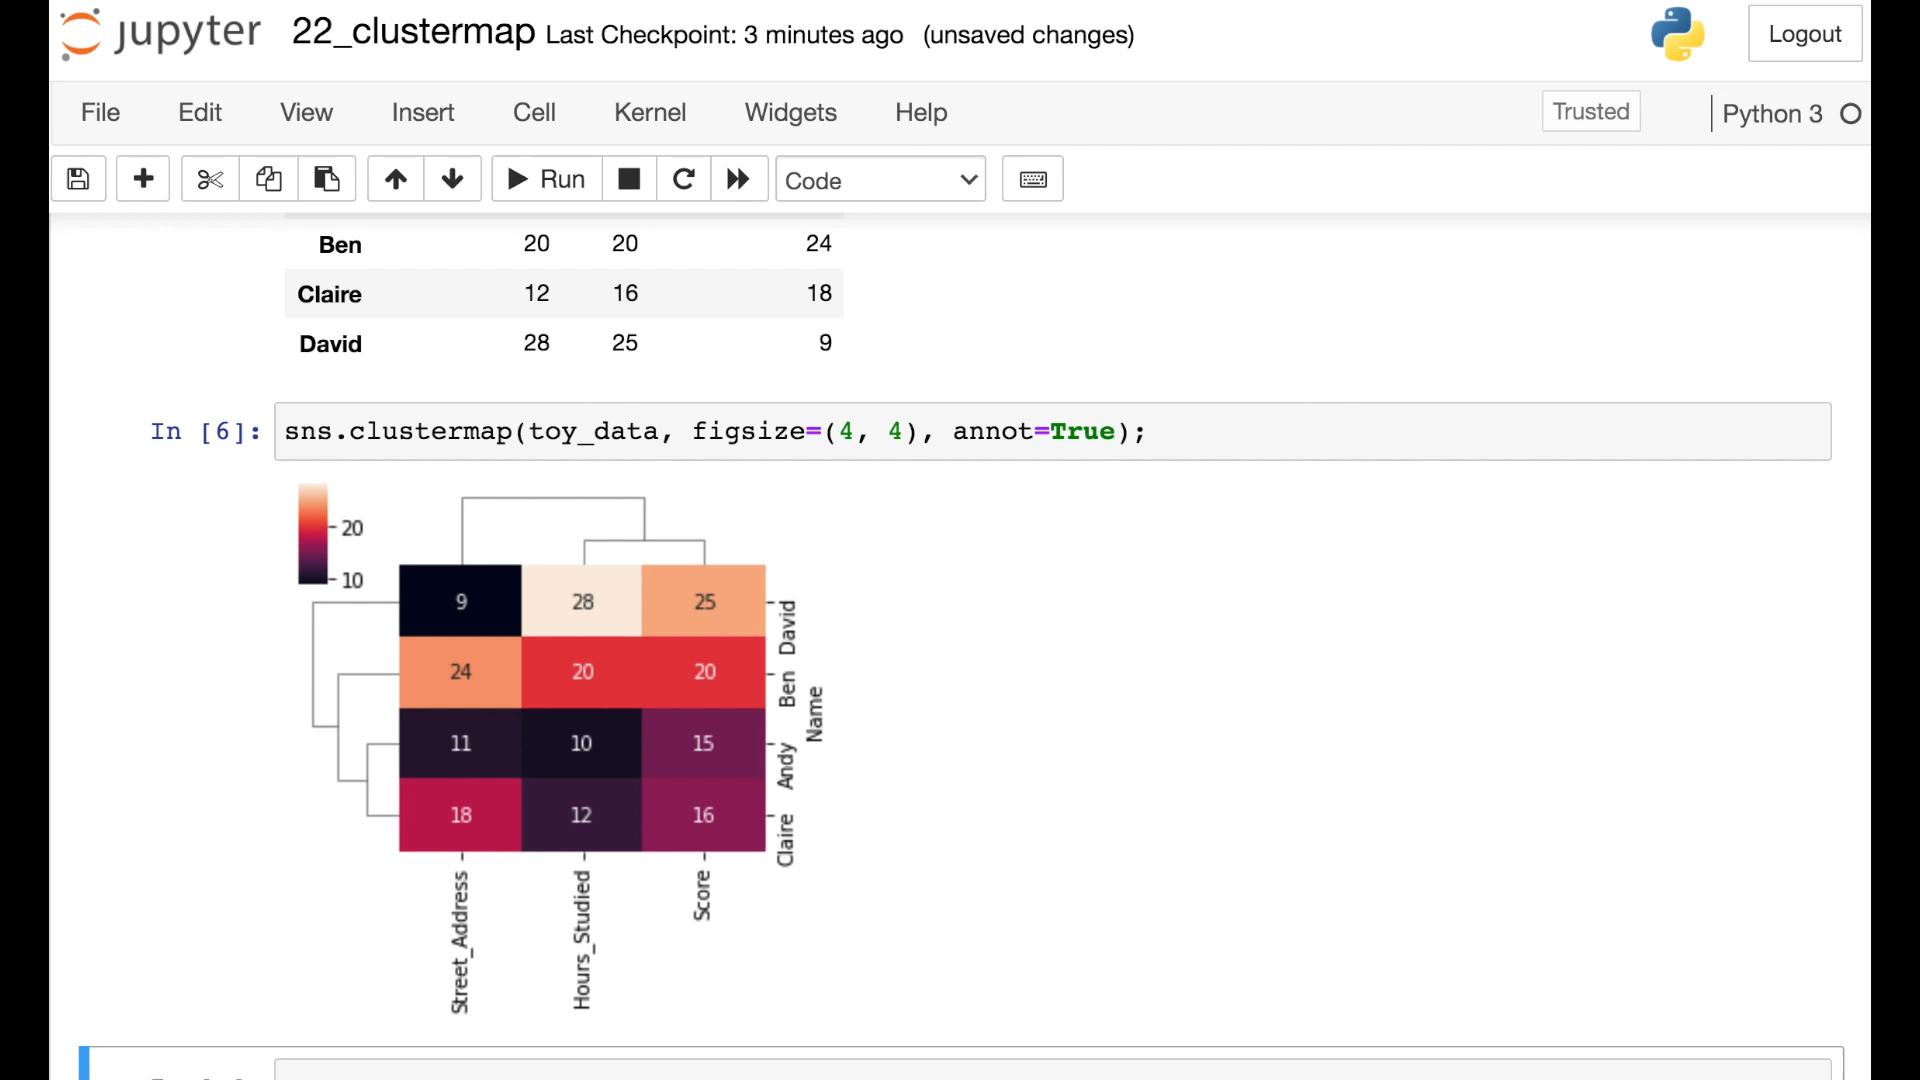 jupyter 22_clustermap Last Checkpoint: 3 minutes ago (unsaved changes) Logout
File Edit View Insert Cell Kernel Widgets Help Trusted Python 3
Run Code
Ben 20 20 24
Claire 12 16 18
David 28 25 9
In [6]: sns.clustermap(toy_data, figsize=(4, 4), annot=True);
20
10
9 28 25 David
24 20 20 Ben
11 10 15 Andy
18 12 16 Claire
Name
Street_Address Hours_Studied Score